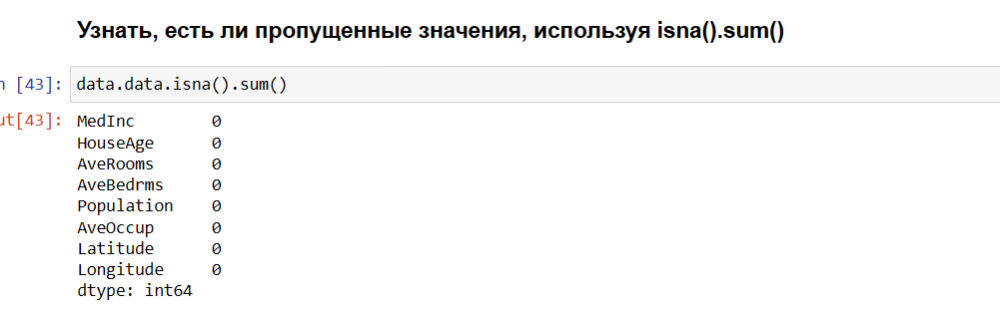 Узнать, есть ли пропущенные значения, используя isna().sum()
n [43]: data.data.isna().sum()
ut[43]: MedInc 0
HouseAge 0
AveRooms 0
AveBedrms 0
Population 0
AveOccup 0
Latitude 0
Longitude 0
dtype: int64